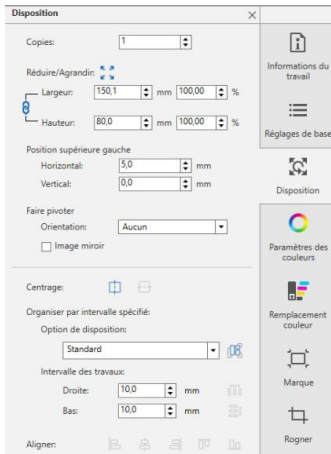 Disposition
Copies: 1
Réduire/Agrandir:
Largeur: 150,1 mm 100,00 %
Hauteur: 80,0 mm 100,00 %
Position supérieure gauche
Horizontal: 5,0 mm
Vertical: 0,0 mm
Faire pivoter
Orientation: Aucun
Image miroir
Centrage:
Organiser par intervalle spécifié:
Option de disposition:
Standard
Intervalle des travaux:
Droite: 10,0 mm
Bas: 10,0 mm
Aligner:
Informations du
travail
Réglages de base
Disposition
Paramètres des
couleurs
Remplacement
couleur
Marque
Rogner